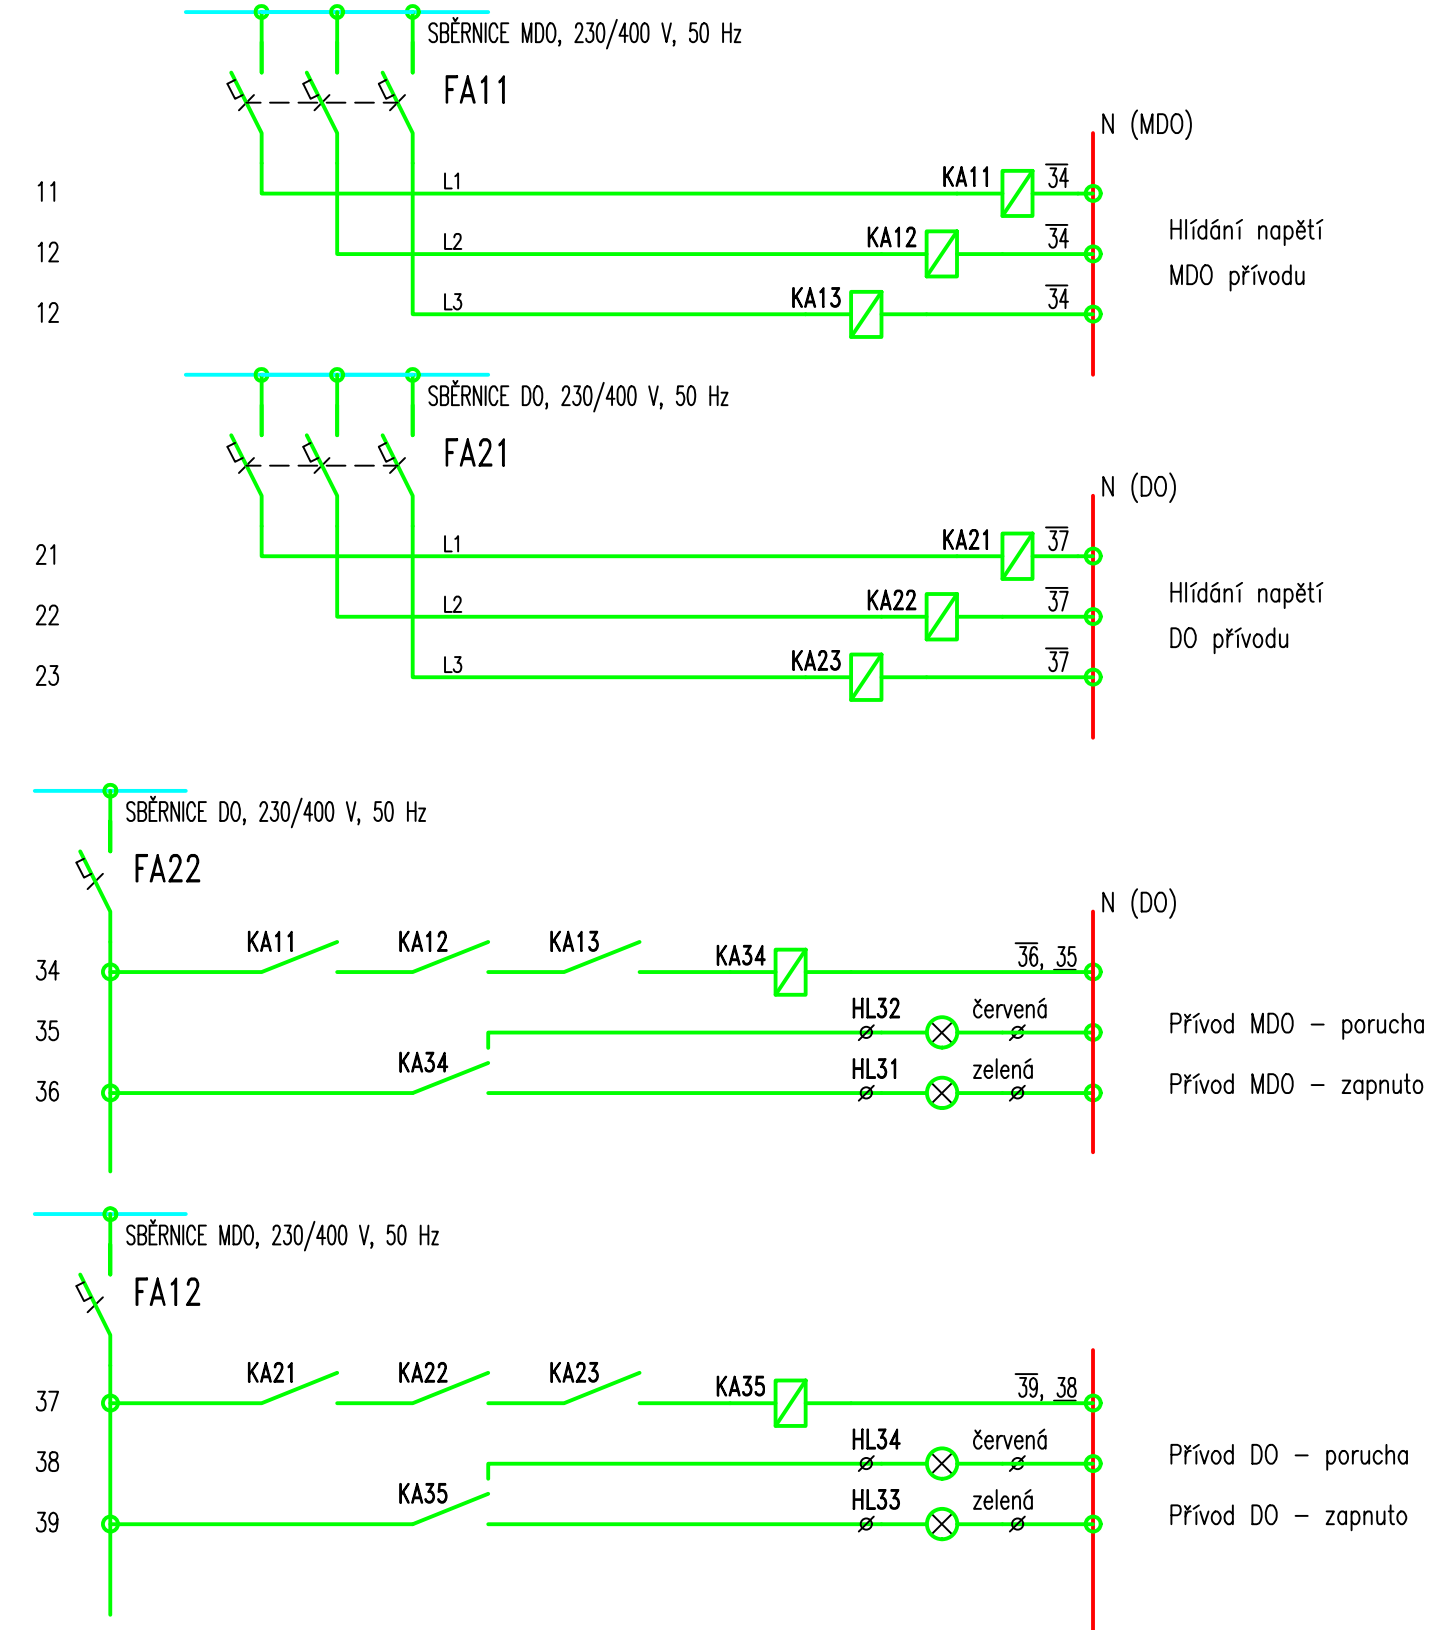 SBĚRNICE MDO, 230/400 V, 50 Hz
FA11
N (MDO)
11 L1 KA11 34
12 L2 KA12 34
Hlídání napětí
MDO přívodu
12 L3 KA13 34
SBĚRNICE DO, 230/400 V, 50 Hz
FA21
N (DO)
21 L1 KA21 37
22 L2 KA22 37
Hlídání napětí
DO přívodu
23 L3 KA23 37
SBĚRNICE DO, 230/400 V, 50 Hz
FA22
N (DO)
34 KA11 KA12 KA13 KA34 36, 35
35 HL32 červená Přívod MDO – porucha
36 KA34 HL31 zelená Přívod MDO – zapnuto
SBĚRNICE MDO, 230/400 V, 50 Hz
FA12
37 KA21 KA22 KA23 KA35 39, 38
38 HL34 červená Přívod DO – porucha
39 KA35 HL33 zelená Přívod DO – zapnuto